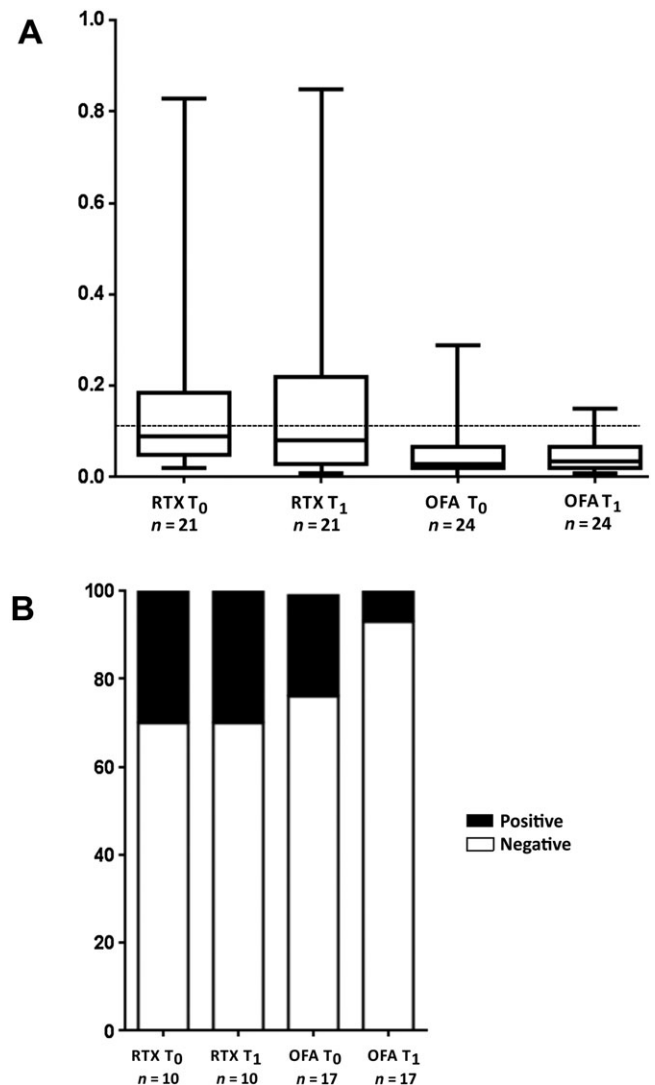 A
1.0
0.8
0.6
0.4
0.2
0.0
RTX T0 RTX T1 OFA T0 OFA T1
n = 21 n = 21 n = 24 n = 24
B
100
80
60
40
20
0
Positive
Negative
RTX T0 RTX T1 OFA T0 OFA T1
n = 10 n = 10 n = 17 n = 17